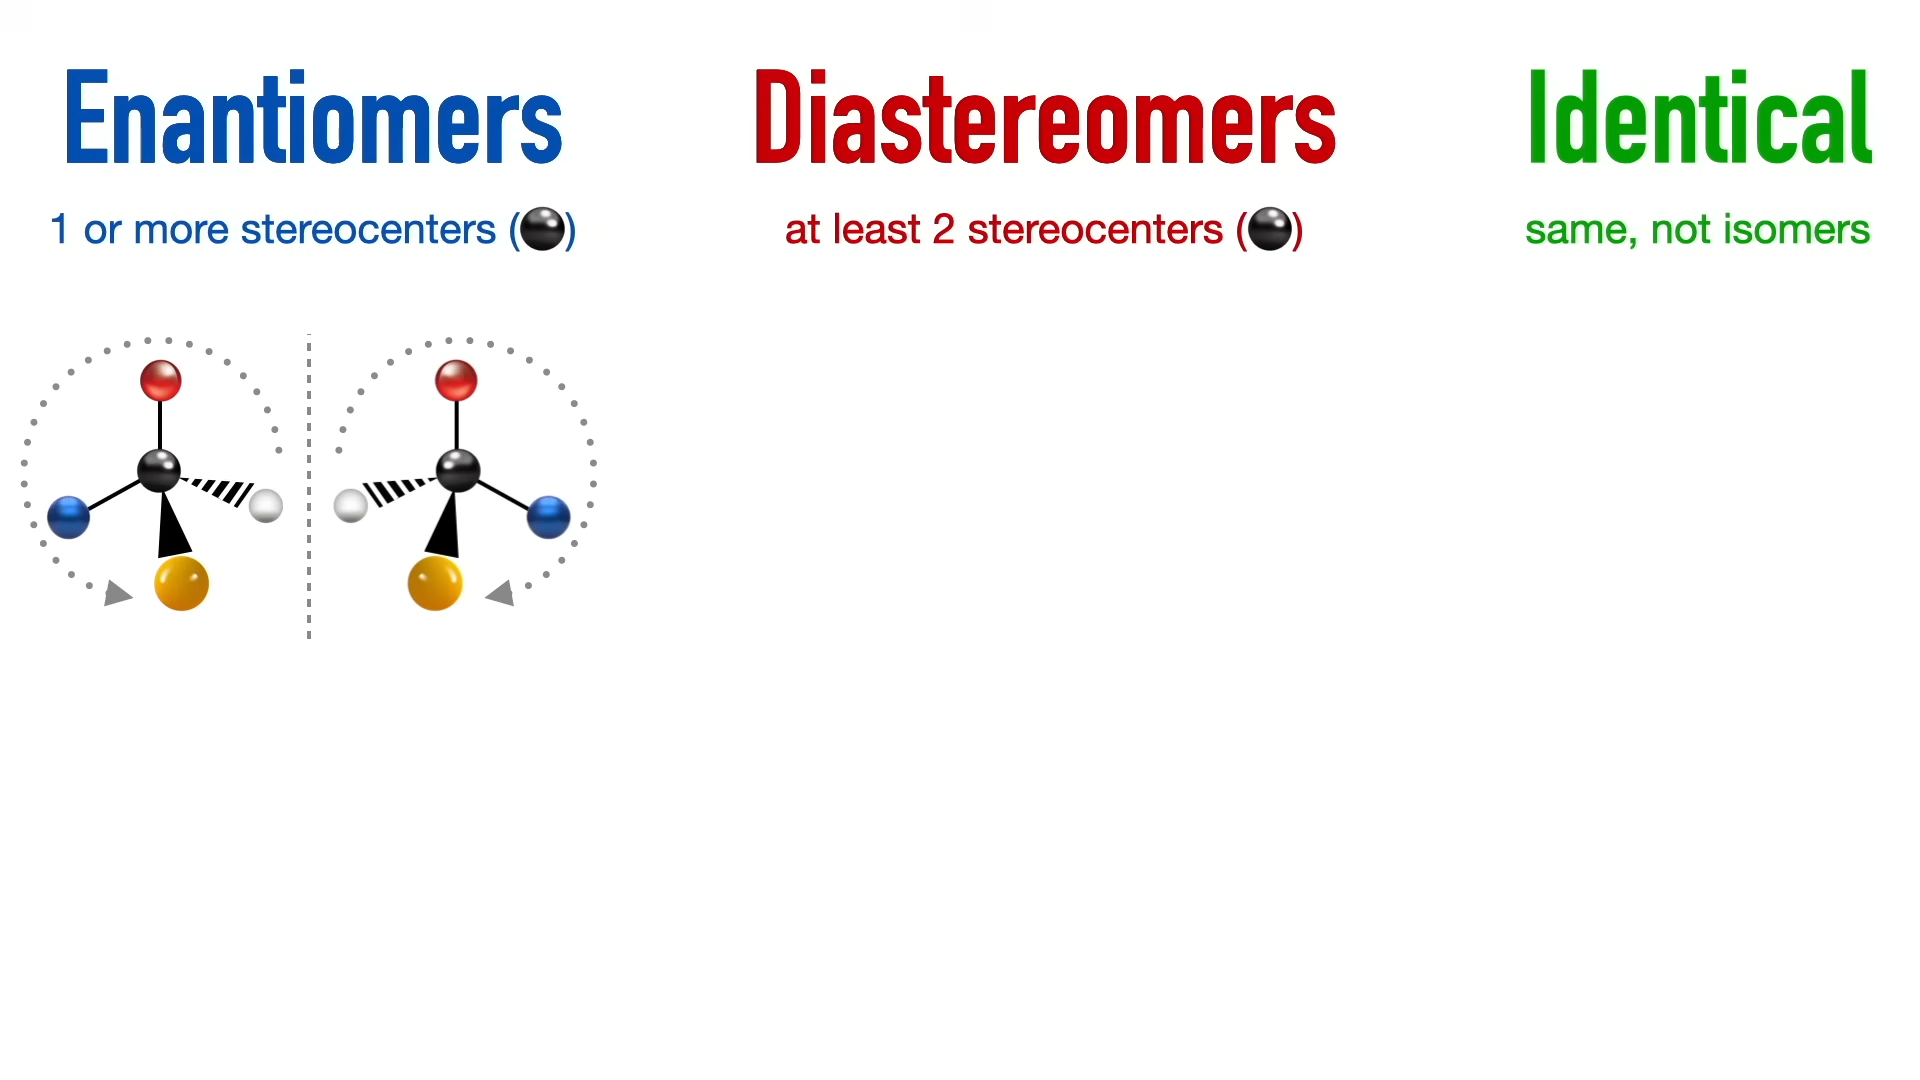 Enantiomers
1 or more stereocenters ( )
Diastereomers
at least 2 stereocenters ( )
Identical
same, not isomers